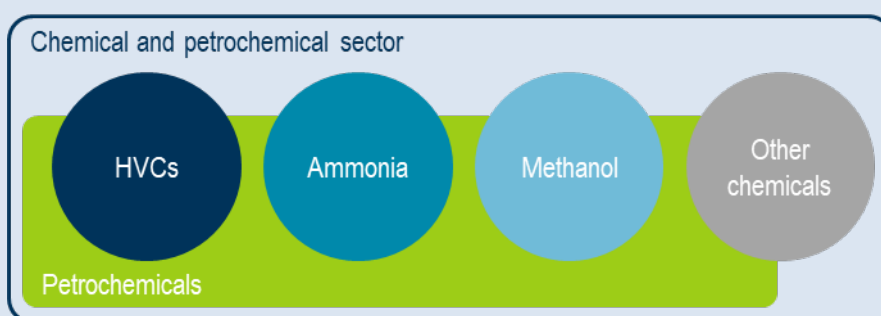 Chemical and petrochemical sector
HVCs
Ammonia
Methanol
Other
chemicals
Petrochemicals